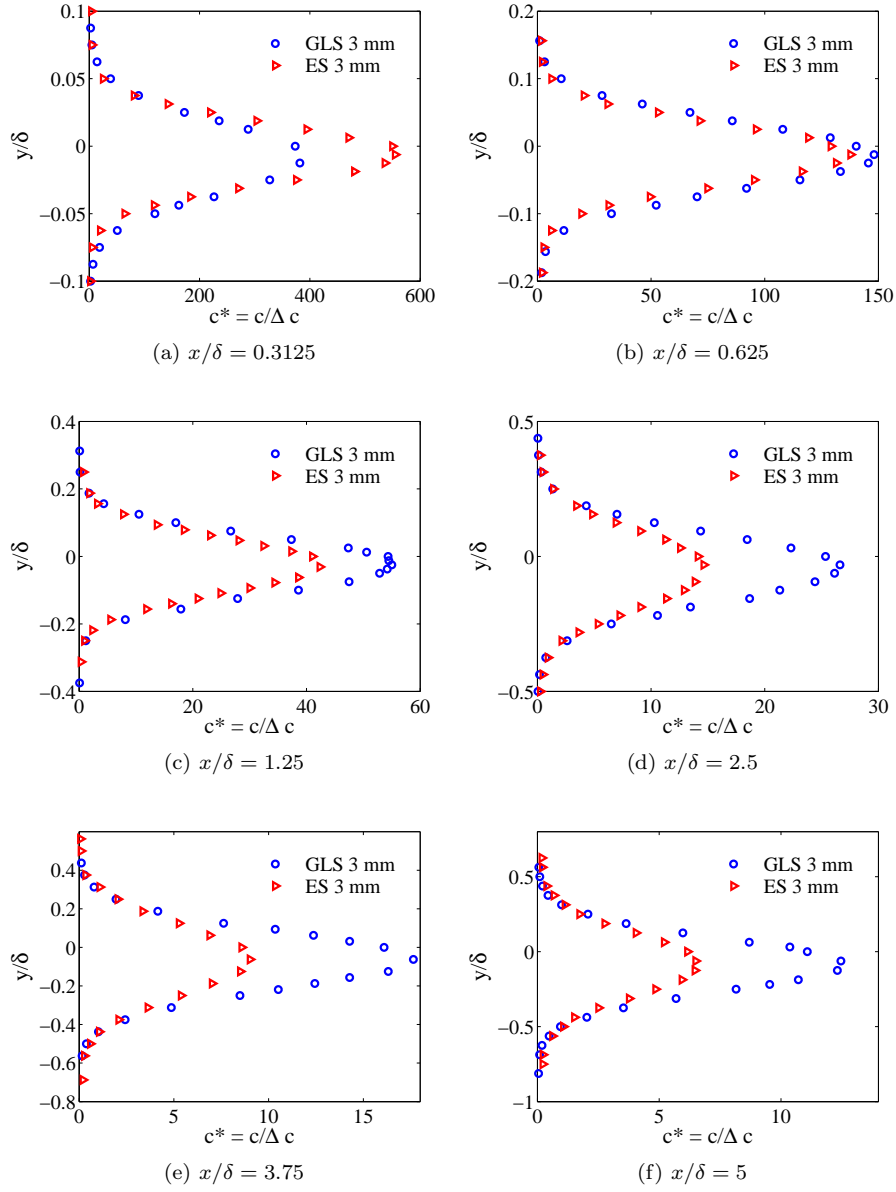 0.1
0.05
0
−0.05
−0.1
y/δ
GLS 3 mm
ES 3 mm
0 200 400 600
c* = c/Δ c
(a) x/δ = 0.3125
0.2
0.1
0
−0.1
−0.2
y/δ
GLS 3 mm
ES 3 mm
0 50 100 150
c* = c/Δ c
(b) x/δ = 0.625
0.4
0.2
0
−0.2
−0.4
y/δ
GLS 3 mm
ES 3 mm
0 20 40 60
c* = c/Δ c
(c) x/δ = 1.25
0.5
0
−0.5
y/δ
GLS 3 mm
ES 3 mm
0 10 20 30
c* = c/Δ c
(d) x/δ = 2.5
0.4
0.2
0
−0.2
−0.4
−0.6
−0.8
y/δ
GLS 3 mm
ES 3 mm
0 5 10 15
c* = c/Δ c
(e) x/δ = 3.75
0.5
0
−0.5
−1
y/δ
GLS 3 mm
ES 3 mm
0 5 10
c* = c/Δ c
(f) x/δ = 5